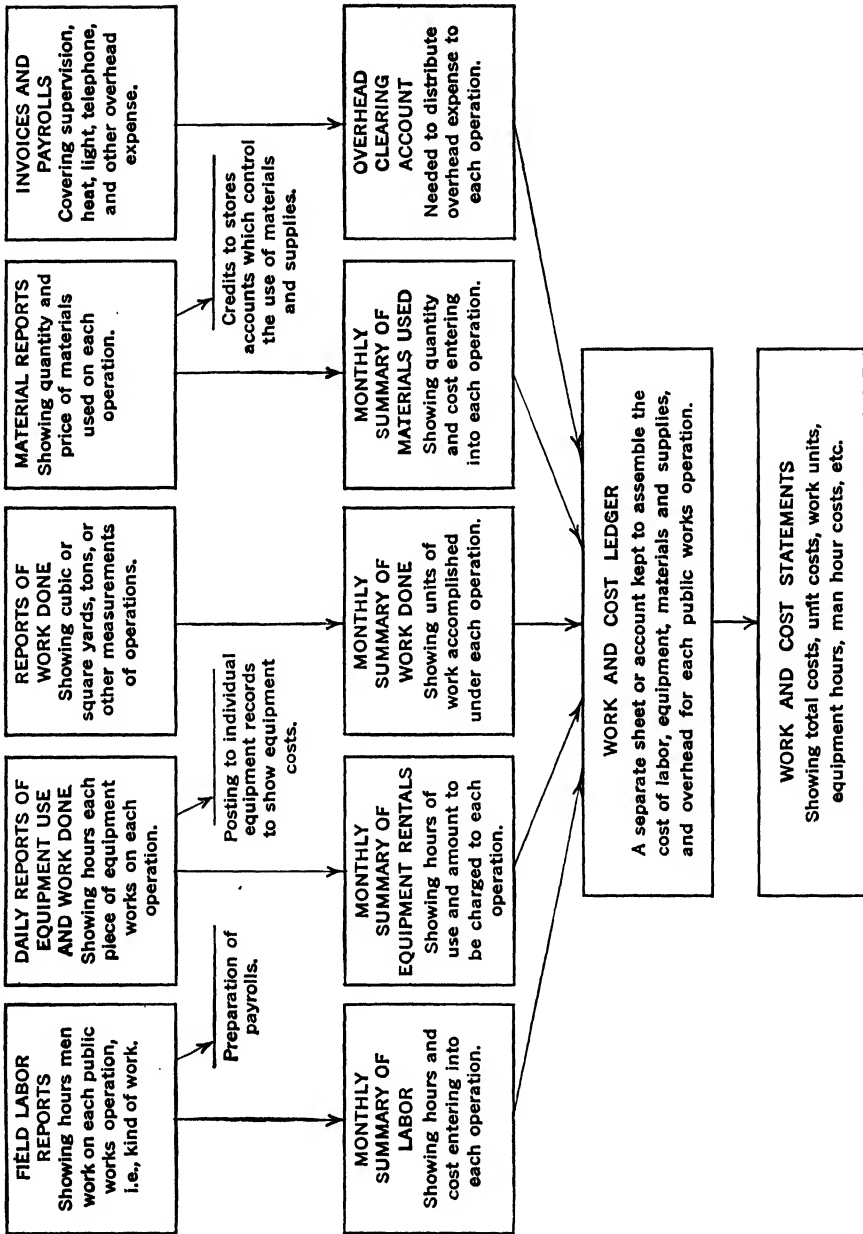 FIELD LABOR
REPORTS
Showing hours men
work on each public
works operation,
i.e., kind of work.
DAILY REPORTS OF
EQUIPMENT USE
AND WORK DONE
Showing hours each
piece of equipment
works on each
operation.
REPORTS OF
WORK DONE
Showing cubic or
square yards, tons, or
other measurements
of operations.
MATERIAL REPORTS
Showing quantity and
price of materials
used on each
operation.
INVOICES AND
PAYROLLS
Covering supervision,
heat, light, telephone,
and other overhead
expense.
Preparation of
payrolls.
Posting to individual
equipment records
to show equipment
costs.
Credits to stores
accounts which control
the use of materials
and supplies.
MONTHLY
SUMMARY OF
LABOR
Showing hours and
cost entering into
each operation.
MONTHLY
SUMMARY OF
EQUIPMENT RENTALS
Showing hours of
use and amount to
be charged to each
operation.
MONTHLY
SUMMARY OF
WORK DONE
Showing units of
work accomplished
under each operation.
MONTHLY
SUMMARY OF
MATERIALS USED
Showing quantity
and cost entering
into each operation.
OVERHEAD
CLEARING
ACCOUNT
Needed to distribute
overhead expense to
each operation.
WORK AND COST LEDGER
A separate sheet or account kept to assemble the
cost of labor, equipment, materials and supplies,
and overhead for each public works operation.
WORK AND COST STATEMENTS
Showing total costs, unit costs, work units,
equipment hours, man hour costs, etc.